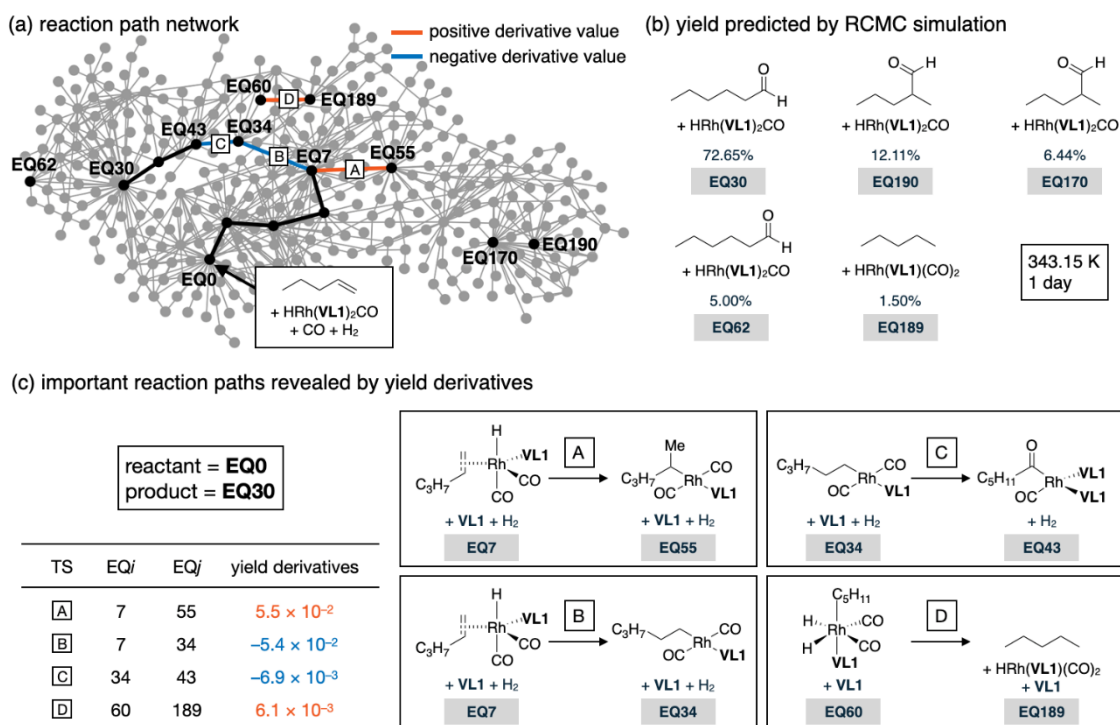 (a) reaction path network
positive derivative value
negative derivative value
EQ60
D
EQ189
EQ43
EQ34
C
B
EQ7
EQ55
A
EQ62
EQ30
EQ0
EQ170
EQ190
+ HRh(VL1)₂CO
+ CO + H₂
(b) yield predicted by RCMC simulation
O
H
+ HRh(VL1)₂CO
72.65%
EQ30
O
H
+ HRh(VL1)₂CO
12.11%
EQ190
O
H
+ HRh(VL1)₂CO
6.44%
EQ170
O
H
+ HRh(VL1)₂CO
5.00%
EQ62
+ HRh(VL1)(CO)₂
1.50%
EQ189
343.15 K
1 day
(c) important reaction paths revealed by yield derivatives
reactant = EQ0
product = EQ30
TS EQi EQj yield derivatives
A 7 55 5.5 × 10⁻²
B 7 34 –5.4 × 10⁻²
C 34 43 –6.9 × 10⁻³
D 60 189 6.1 × 10⁻³
H
VL1
Rh
CO
C₃H₇
CO
+ VL1 + H₂
EQ7
A
Me
C₃H₇
CO
Rh
OC
VL1
+ VL1 + H₂
EQ55
C₃H₇
CO
Rh
OC
VL1
+ VL1 + H₂
EQ34
C
O
C₅H₁₁
VL1
Rh
OC
VL1
+ H₂
EQ43
H
VL1
Rh
CO
C₃H₇
CO
+ VL1 + H₂
EQ7
B
C₃H₇
CO
Rh
OC
VL1
+ VL1 + H₂
EQ34
C₅H₁₁
H
CO
Rh
H
CO
VL1
+ VL1
EQ60
D
+ HRh(VL1)(CO)₂
+ VL1
EQ189